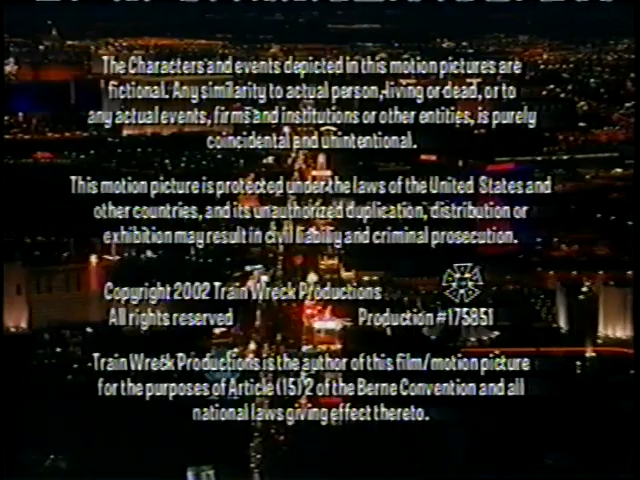 The Characters and events depicted in this motion pictures are
fictional. Any similarity to actual person, living or dead, or to
any actual events, firms and institutions or other entities, is purely
coincidental and unintentional.
This motion picture is protected under the laws of the United States and
other countries, and its unauthorized duplication, distribution or
exhibition may result in civil liability and criminal prosecution.
Copyright 2002 Train Wreck Productions
All rights reserved Production #175851
Train Wreck Productions is the author of this film/motion picture
for the purposes of Article (15) 2 of the Berne Convention and all
national laws giving effect thereto.